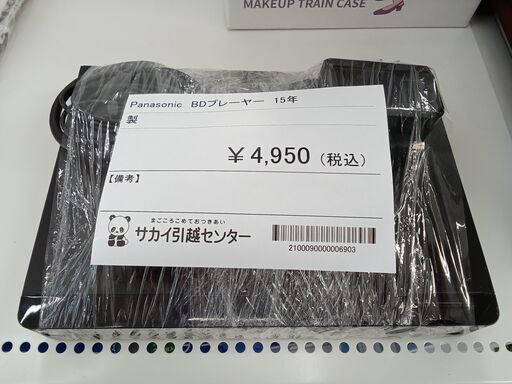 MAKEUP TRAIN CASE
Panasonic BDプレーヤー 15年
製
￥4,950（税込）
【備考】
まごころこめておつきあい
サカイ引越センター
2100090000006903